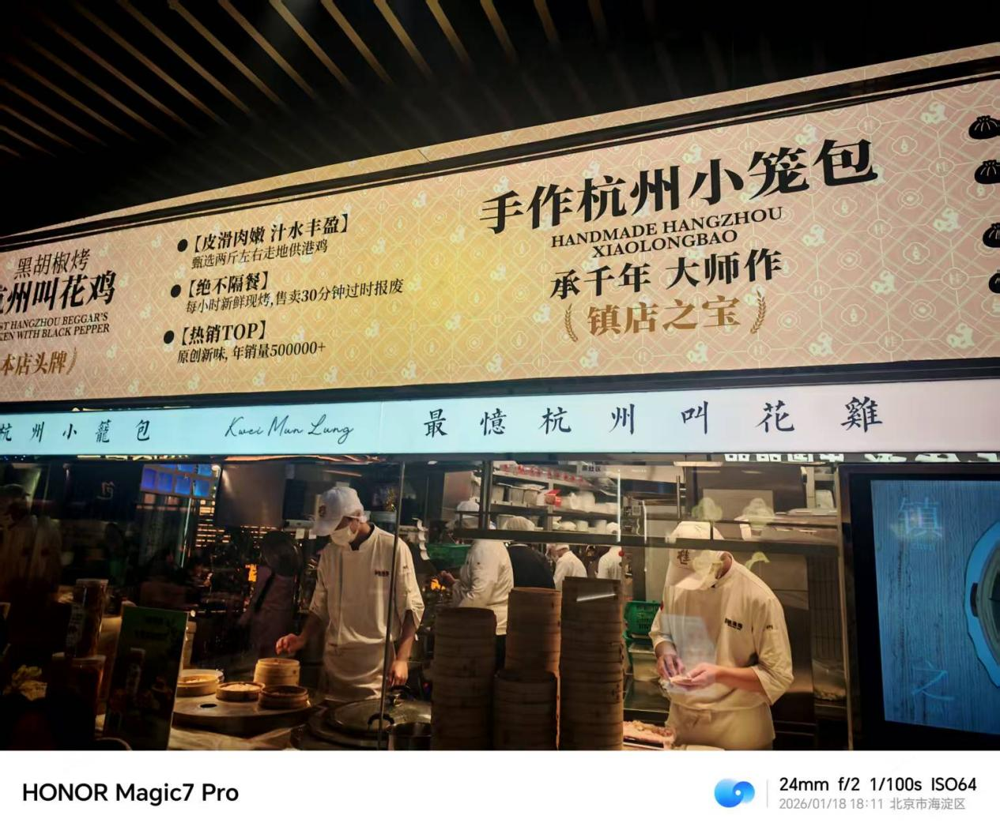 黑胡椒烤
杭州叫花鸡
ST HANGZHOU BEGGAR'S
KEN WITH BLACK PEPPER
本店头牌
【皮滑肉嫩 汁水丰盈】
甄选两斤左右走地供港鸡
【绝不隔餐】
每小时新鲜现烤,售卖30分钟过时报废
【热销TOP】
原创新味, 年销量500000+
手作杭州小笼包
HANDMADE HANGZHOU
XIAOLONGBAO
承千年 大师作
(镇店之宝)
杭州小籠包
Kwei Mun Lung
最憶杭州叫花雞
镇
之
HONOR Magic7 Pro
24mm f/2 1/100s ISO64
2026/01/18 18:11 北京市海淀区